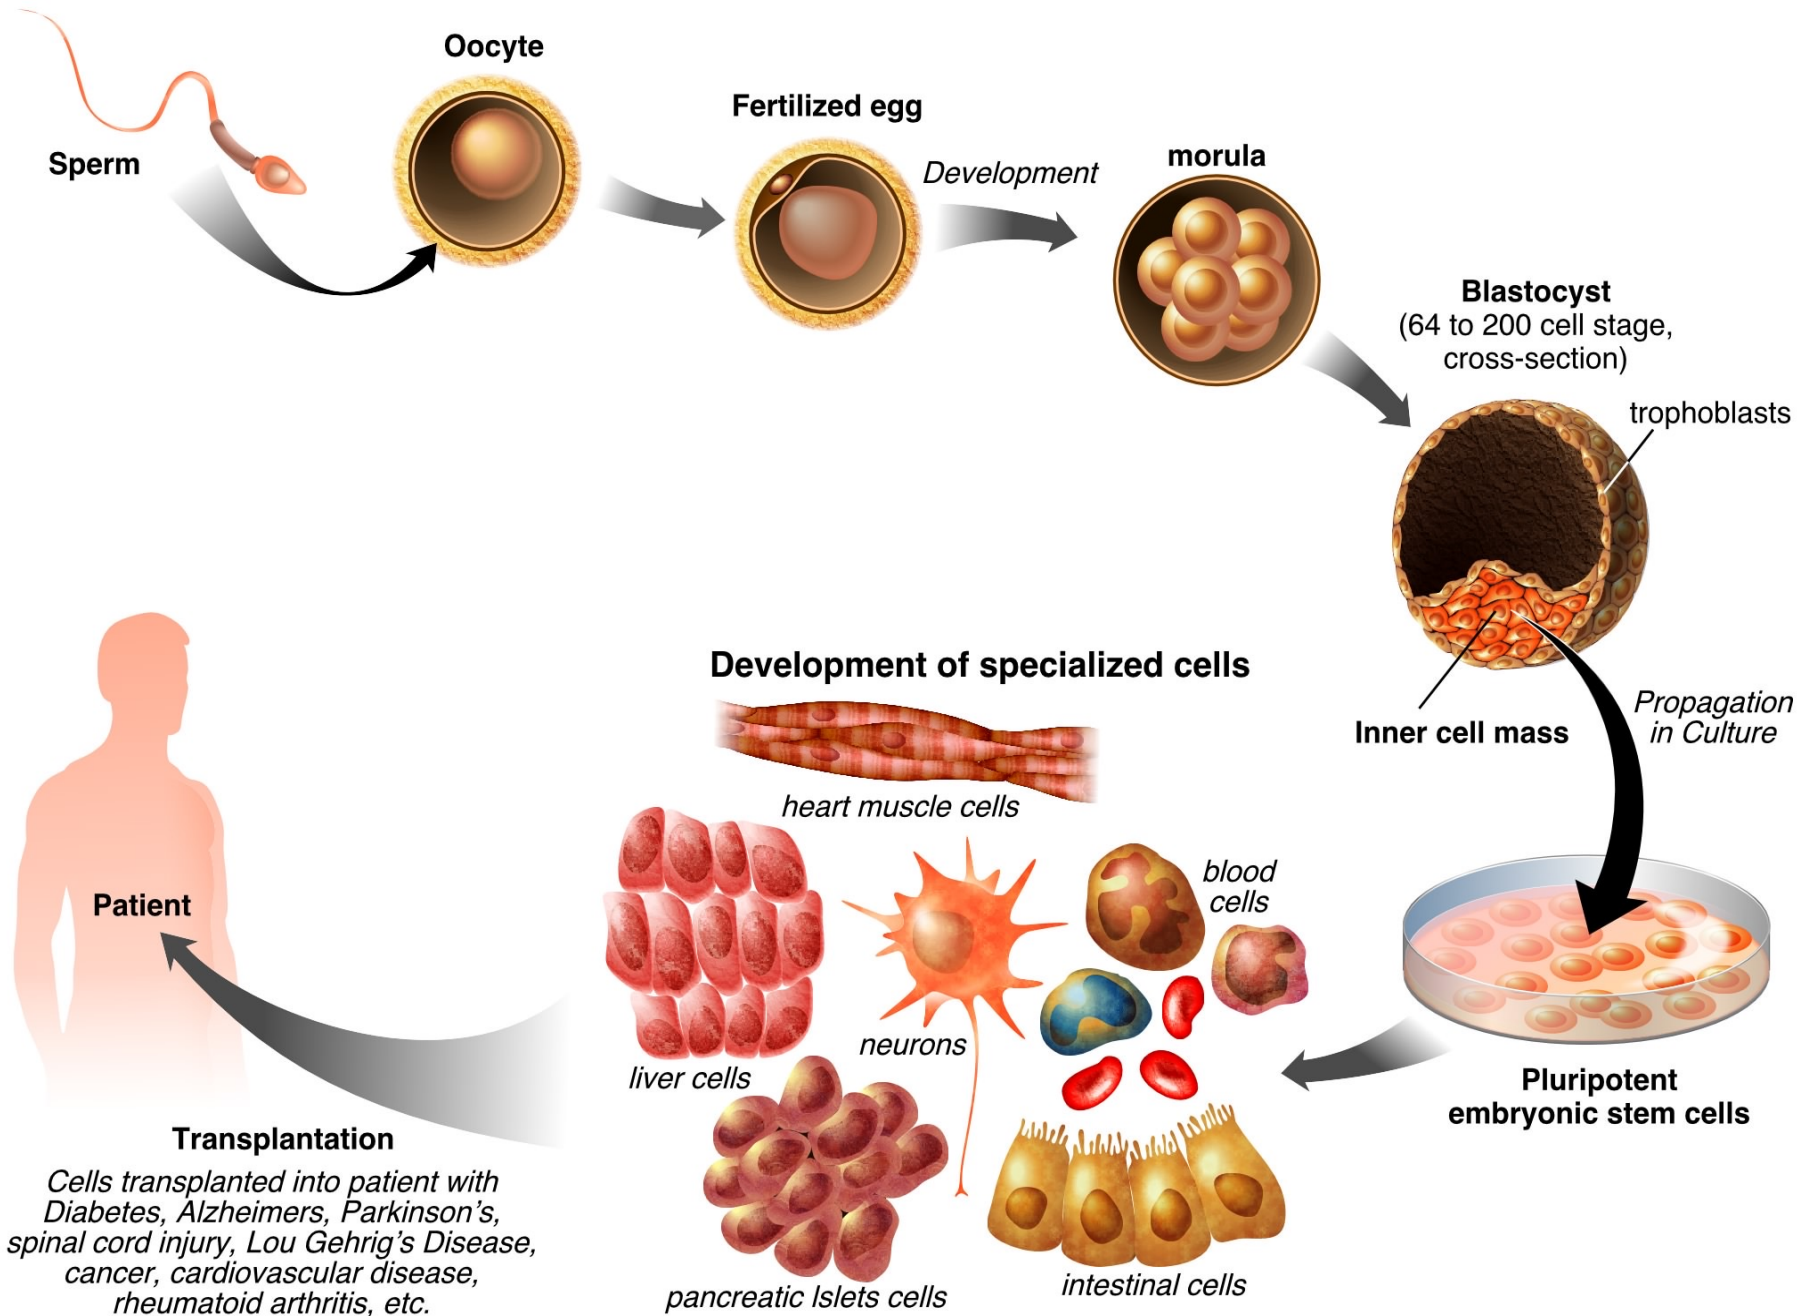 Oocyte
Sperm
Fertilized egg
Development
morula
Blastocyst
(64 to 200 cell stage,
cross-section)
trophoblasts
Inner cell mass
Propagation
in Culture
Pluripotent
embryonic stem cells
Development of specialized cells
heart muscle cells
blood
cells
neurons
liver cells
pancreatic Islets cells
intestinal cells
Patient
Transplantation
Cells transplanted into patient with
Diabetes, Alzheimers, Parkinson’s,
spinal cord injury, Lou Gehrig’s Disease,
cancer, cardiovascular disease,
rheumatoid arthritis, etc.